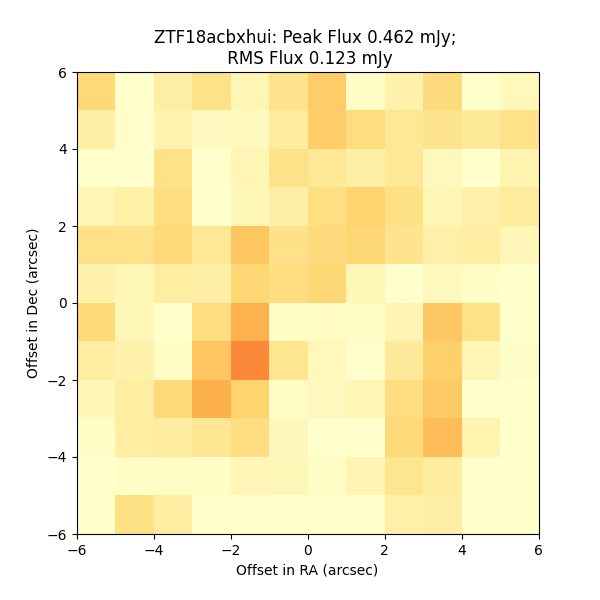 ZTF18acbxhui: Peak Flux 0.462 mJy;
RMS Flux 0.123 mJy
6
4
2
0
−2
−4
−6
Offset in Dec (arcsec)
−6 −4 −2 0 2 4 6
Offset in RA (arcsec)